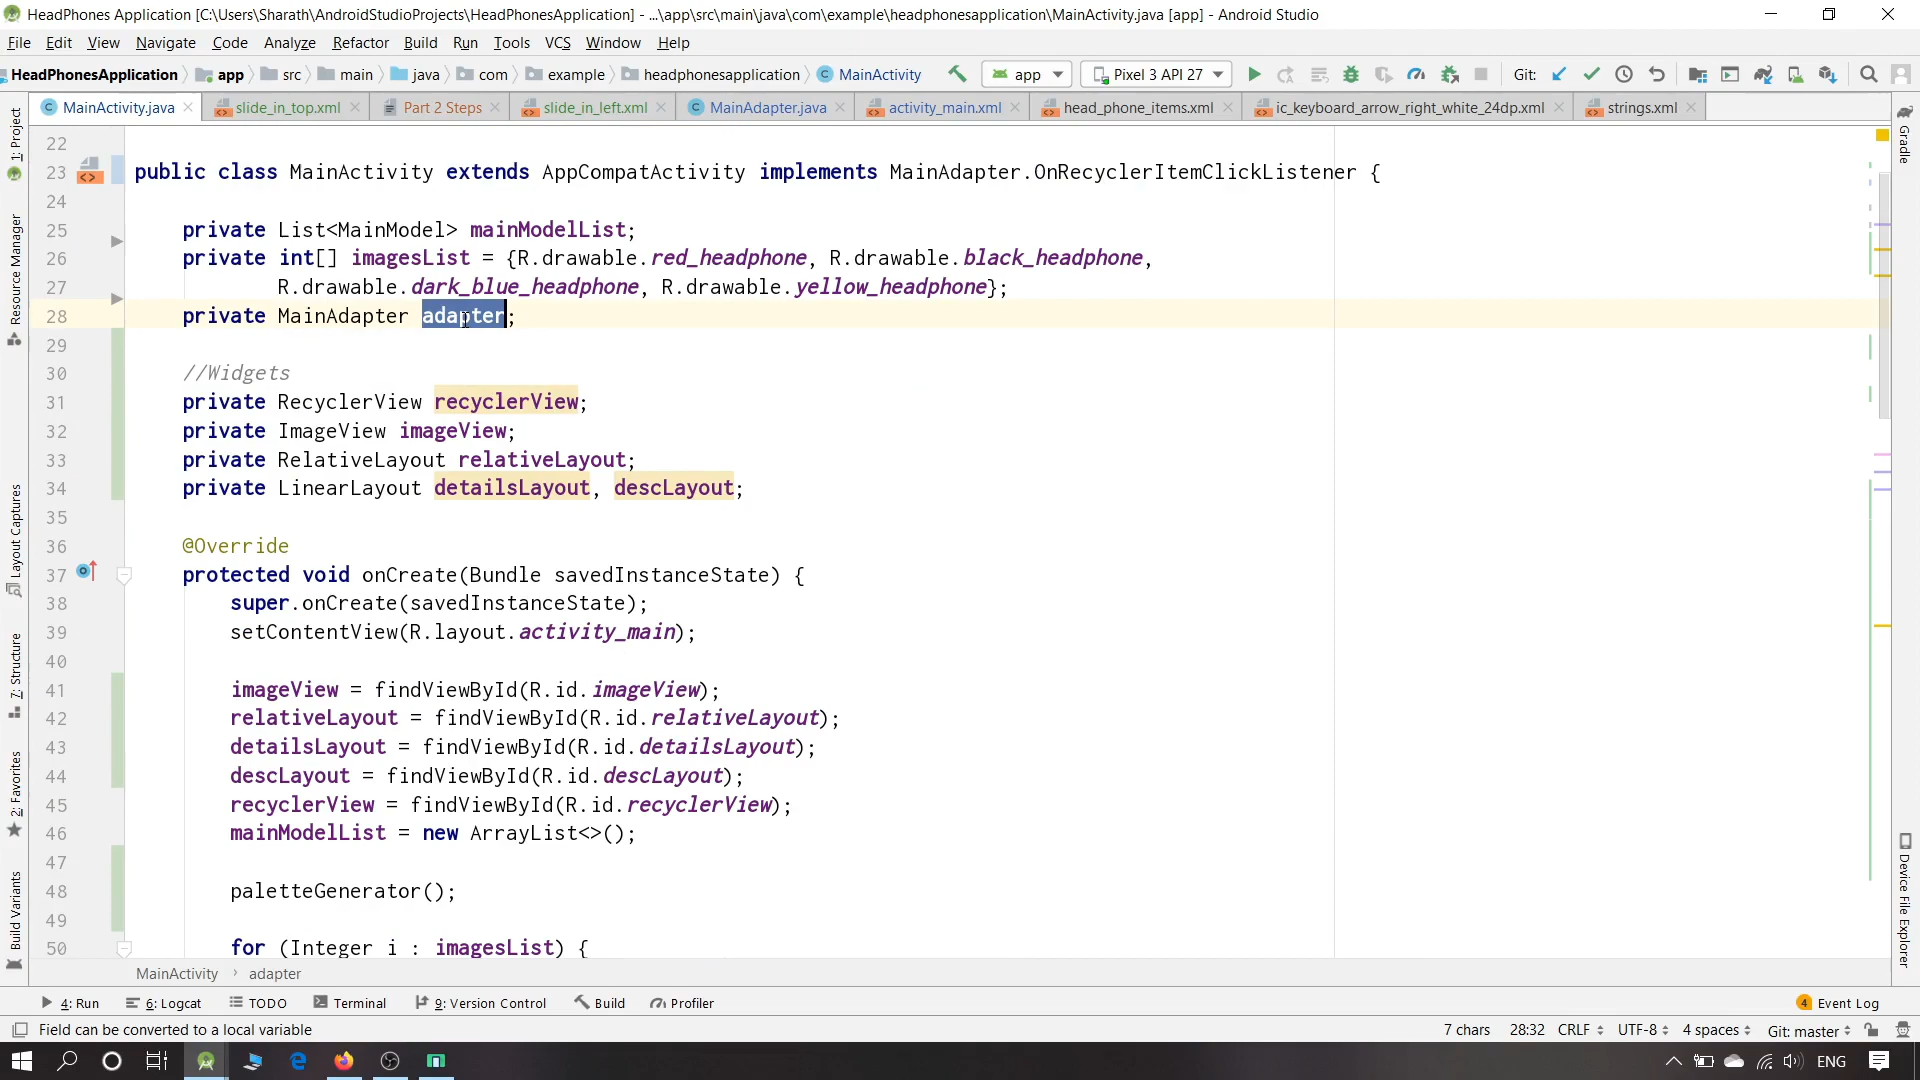 HeadPhones Application [C:\Users\Sharath\AndroidStudioProjects\HeadPhonesApplication] - ...\app\src\main\java\com\example\headphonesapplication\MainActivity.java [app] - Android Studio
File Edit View Navigate Code Analyze Refactor Build Run Tools VCS Window Help
HeadPhonesApplication app src main java com example headphonesapplication MainActivity app Pixel 3 API 27 Git:
MainActivity.java slide_in_top.xml Part 2 Steps slide_in_left.xml MainAdapter.java activity_main.xml head_phone_items.xml ic_keyboard_arrow_right_white_24dp.xml strings.xml
22
23 public class MainActivity extends AppCompatActivity implements MainAdapter.OnRecyclerItemClickListener {
24
25 private List<MainModel> mainModelList;
26 private int[] imagesList = {R.drawable.red_headphone, R.drawable.black_headphone,
27 R.drawable.dark_blue_headphone, R.drawable.yellow_headphone};
28 private MainAdapter adapter;
29
30 //Widgets
31 private RecyclerView recyclerView;
32 private ImageView imageView;
33 private RelativeLayout relativeLayout;
34 private LinearLayout detailsLayout, descLayout;
35
36 @Override
37 protected void onCreate(Bundle savedInstanceState) {
38 super.onCreate(savedInstanceState);
39 setContentView(R.layout.activity_main);
40
41 imageView = findViewById(R.id.imageView);
42 relativeLayout = findViewById(R.id.relativeLayout);
43 detailsLayout = findViewById(R.id.detailsLayout);
44 descLayout = findViewById(R.id.descLayout);
45 recyclerView = findViewById(R.id.recyclerView);
46 mainModelList = new ArrayList<>();
47
48 paletteGenerator();
49
50 for (Integer i : imagesList) {
1: Project
Resource Manager
Layout Captures
7: Structure
2: Favorites
Build Variants
Gradle
Device File Explorer
MainActivity › adapter
4: Run 6: Logcat TODO Terminal 9: Version Control Build Profiler 4 Event Log
Field can be converted to a local variable 7 chars 28:32 CRLF UTF-8 4 spaces Git: master
ENG